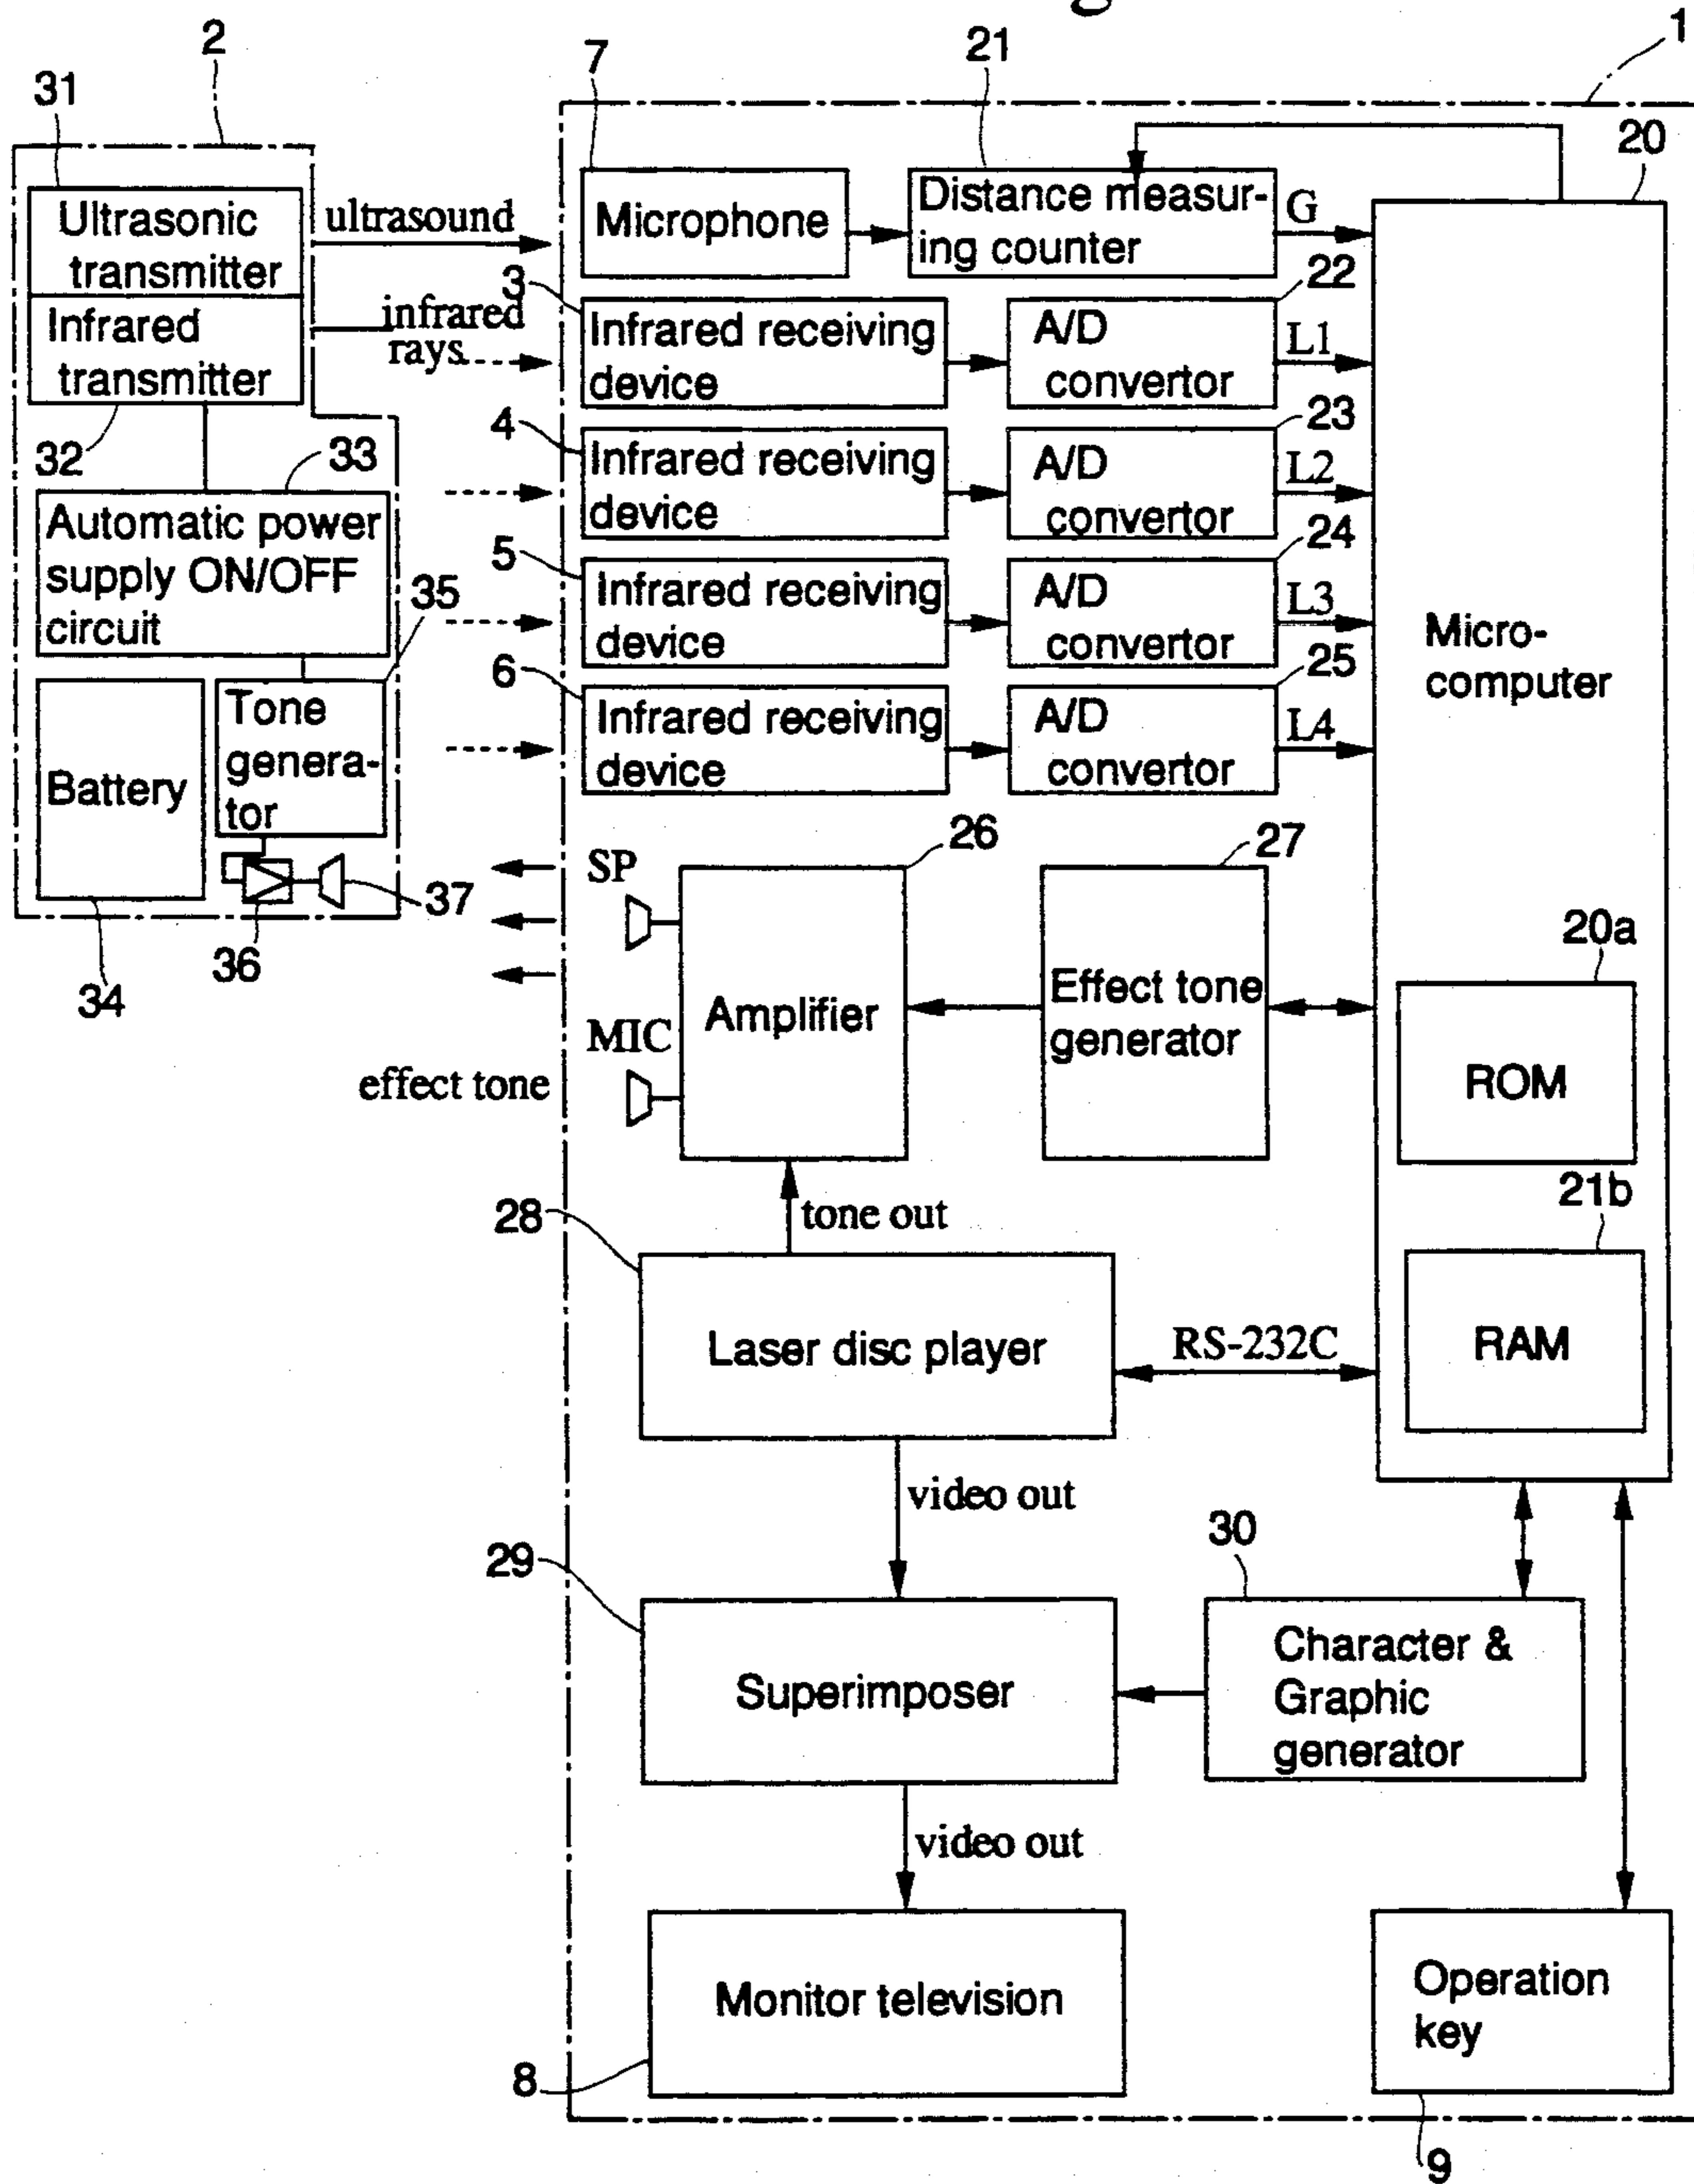 g
1
2
31
Ultrasonic
transmitter
Infrared
transmitter
32
33
Automatic power
supply ON/OFF
circuit
35
Battery
Tone
genera-
tor
34
36
37
ultrasound
infrared
rays
7
Microphone
21
Distance measur-
ing counter
G
20
3
Infrared receiving
device
22
A/D
convertor
L1
4
Infrared receiving
device
23
A/D
convertor
L2
5
Infrared receiving
device
24
A/D
convertor
L3
6
Infrared receiving
device
25
A/D
convertor
L4
Micro-
computer
SP
MIC
effect tone
26
Amplifier
27
Effect tone
generator
20a
ROM
21b
RAM
tone out
28
Laser disc player
RS-232C
video out
29
Superimposer
30
Character &
Graphic
generator
video out
8
Monitor television
Operation
key
9